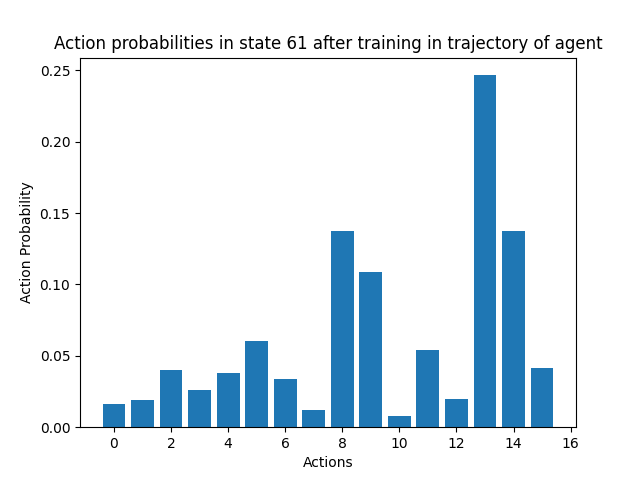 Action probabilities in state 61 after training in trajectory of agent
0.25
0.20
0.15
0.10
0.05
0.00
Action Probability
0 2 4 6 8 10 12 14 16
Actions